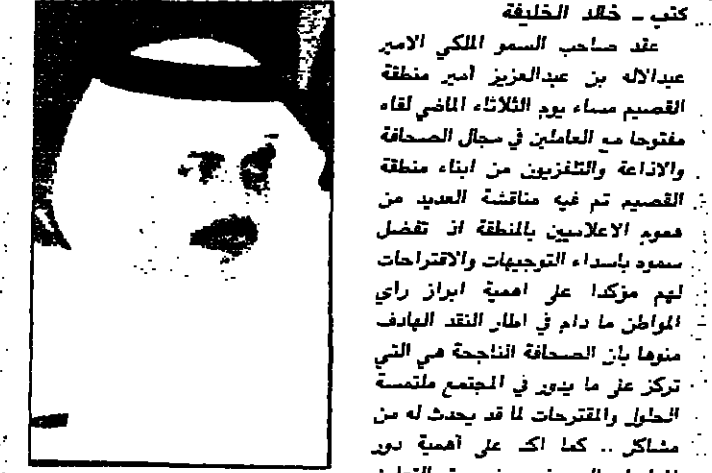 كتب ـ خالد الخليفة
عقد صاحب السمو الملكي الامير
عبدالاله بن عبدالعزيز أمير منطقة
القصيم مساء يوم الثلاثاء الماضي لقاء
مفتوحا مع العاملين في مجال الصحافة
والاذاعة والتلفزيون من ابناء منطقة
القصيم تم فيه مناقشة العديد من
هموم الاعلاميين بالمنطقة اذ تفضل
سموه باسداء التوجيهات والاقتراحات
لهم مؤكدا على اهمية ابراز راي
المواطن ما دام في اطار النقد الهادف
منوها بأن الصحافة الناجحة هي التي
تركز على ما يدور في المجتمع ملتمسة
الحلول والمقترحات لما قد يحدث له من
مشاكل .. كما اكد على أهمية دور